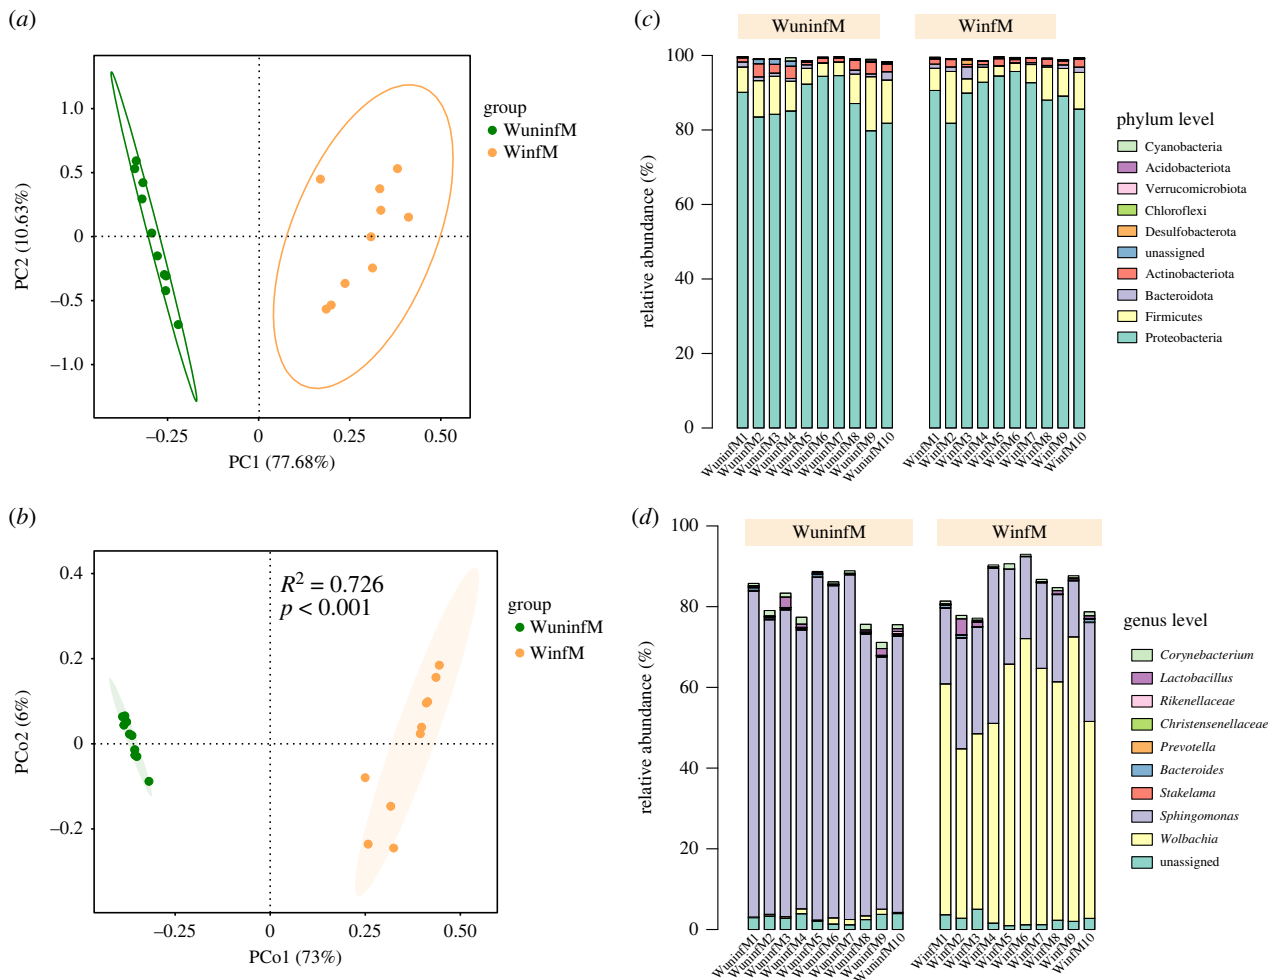 (a)
1.0
0.5
0
−0.5
−1.0
PC2 (10.63%)
−0.25
0
0.25
0.50
PC1 (77.68%)
group
WuninfM
WinfM
(c)
WuninfM
WinfM
100
80
60
40
20
0
relative abundance (%)
WuninfM1
WuninfM2
WuninfM3
WuninfM4
WuninfM5
WuninfM6
WuninfM7
WuninfM8
WuninfM9
WuninfM10
WinfM1
WinfM2
WinfM3
WinfM4
WinfM5
WinfM6
WinfM7
WinfM8
WinfM9
WinfM10
phylum level
Cyanobacteria
Acidobacteriota
Verrucomicrobiota
Chloroflexi
Desulfobacterota
unassigned
Actinobacteriota
Bacteroidota
Firmicutes
Proteobacteria
(b)
R² = 0.726
p < 0.001
0.4
0.2
0
−0.2
PCo2 (6%)
−0.25
0
0.25
0.50
PCo1 (73%)
group
WuninfM
WinfM
(d)
WuninfM
WinfM
100
80
60
40
20
0
relative abundance (%)
WuninfM1
WuninfM2
WuninfM3
WuninfM4
WuninfM5
WuninfM6
WuninfM7
WuninfM8
WuninfM9
WuninfM10
WinfM1
WinfM2
WinfM3
WinfM4
WinfM5
WinfM6
WinfM7
WinfM8
WinfM9
WinfM10
genus level
Corynebacterium
Lactobacillus
Rikenellaceae
Christensenellaceae
Prevotella
Bacteroides
Stakelama
Sphingomonas
Wolbachia
unassigned